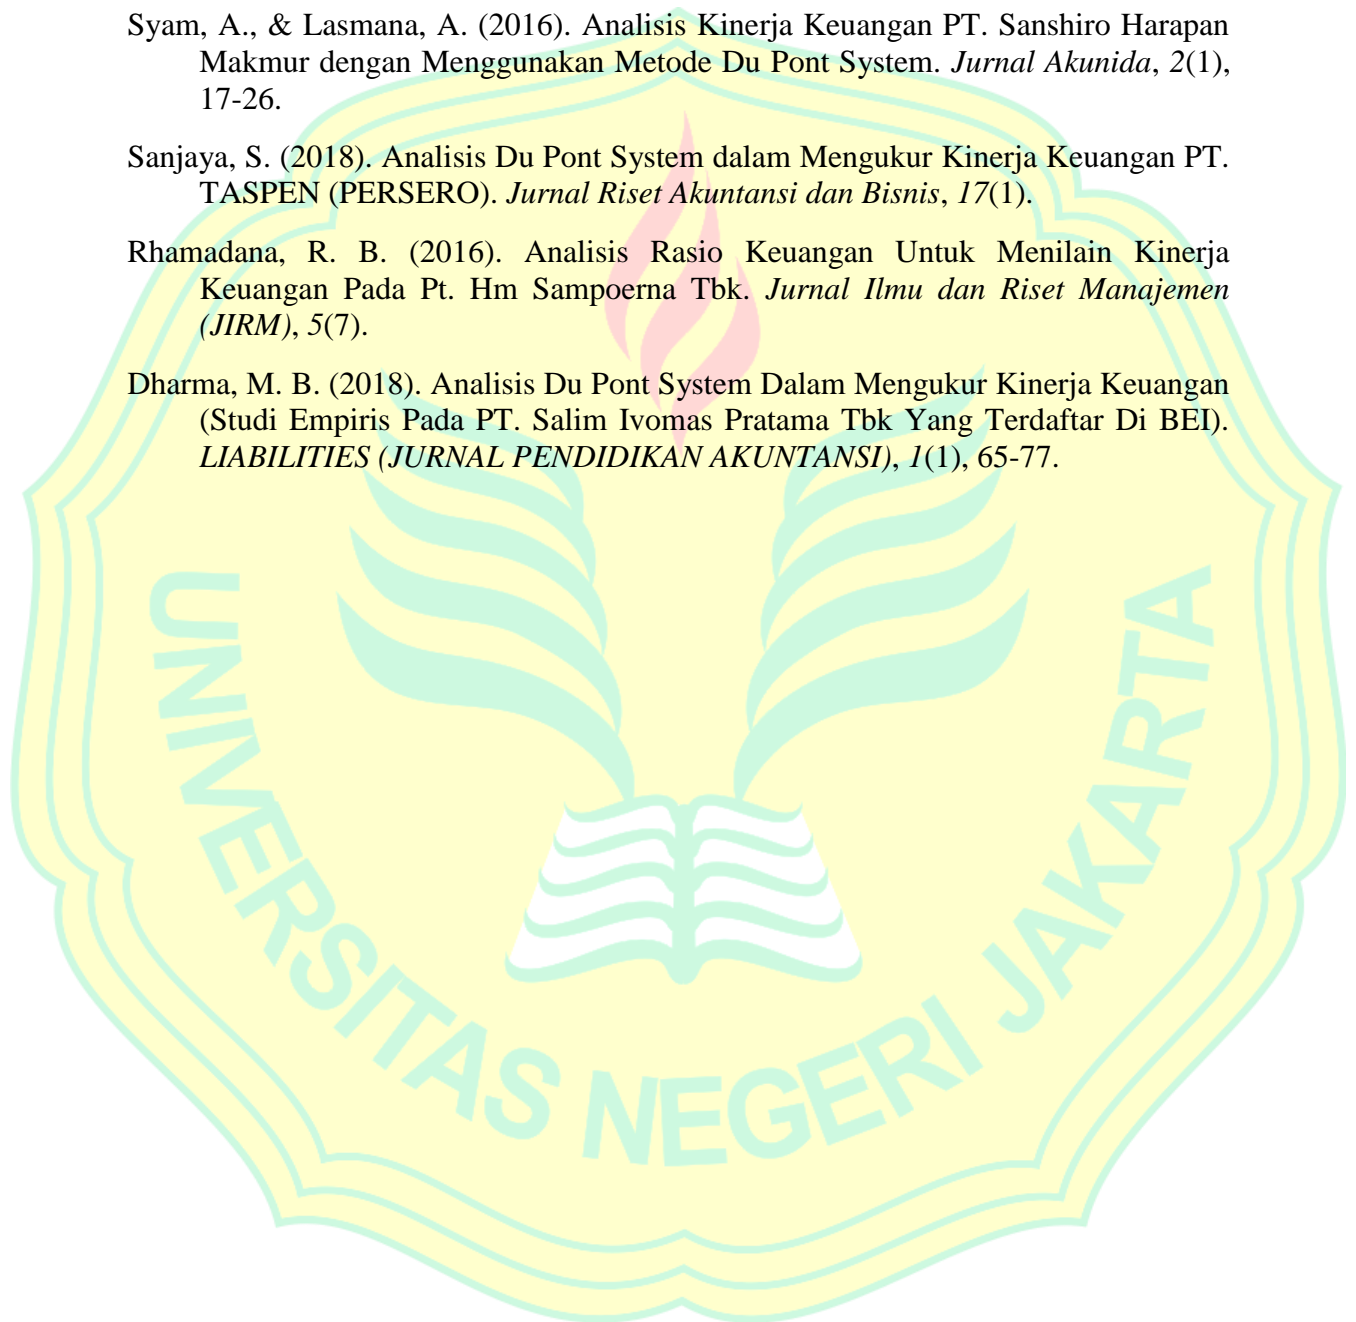 Syam, A., & Lasmana, A. (2016). Analisis Kinerja Keuangan PT. Sanshiro Harapan
Makmur dengan Menggunakan Metode Du Pont System. Jurnal Akunida, 2(1),
17-26.
Sanjaya, S. (2018). Analisis Du Pont System dalam Mengukur Kinerja Keuangan PT.
TASPEN (PERSERO). Jurnal Riset Akuntansi dan Bisnis, 17(1).
Rhamadana, R. B. (2016). Analisis Rasio Keuangan Untuk Menilain Kinerja
Keuangan Pada Pt. Hm Sampoerna Tbk. Jurnal Ilmu dan Riset Manajemen
(JIRM), 5(7).
Dharma, M. B. (2018). Analisis Du Pont System Dalam Mengukur Kinerja Keuangan
(Studi Empiris Pada PT. Salim Ivomas Pratama Tbk Yang Terdaftar Di BEI).
LIABILITIES (JURNAL PENDIDIKAN AKUNTANSI), 1(1), 65-77.
UNIVERSITAS NEGERI JAKARTA